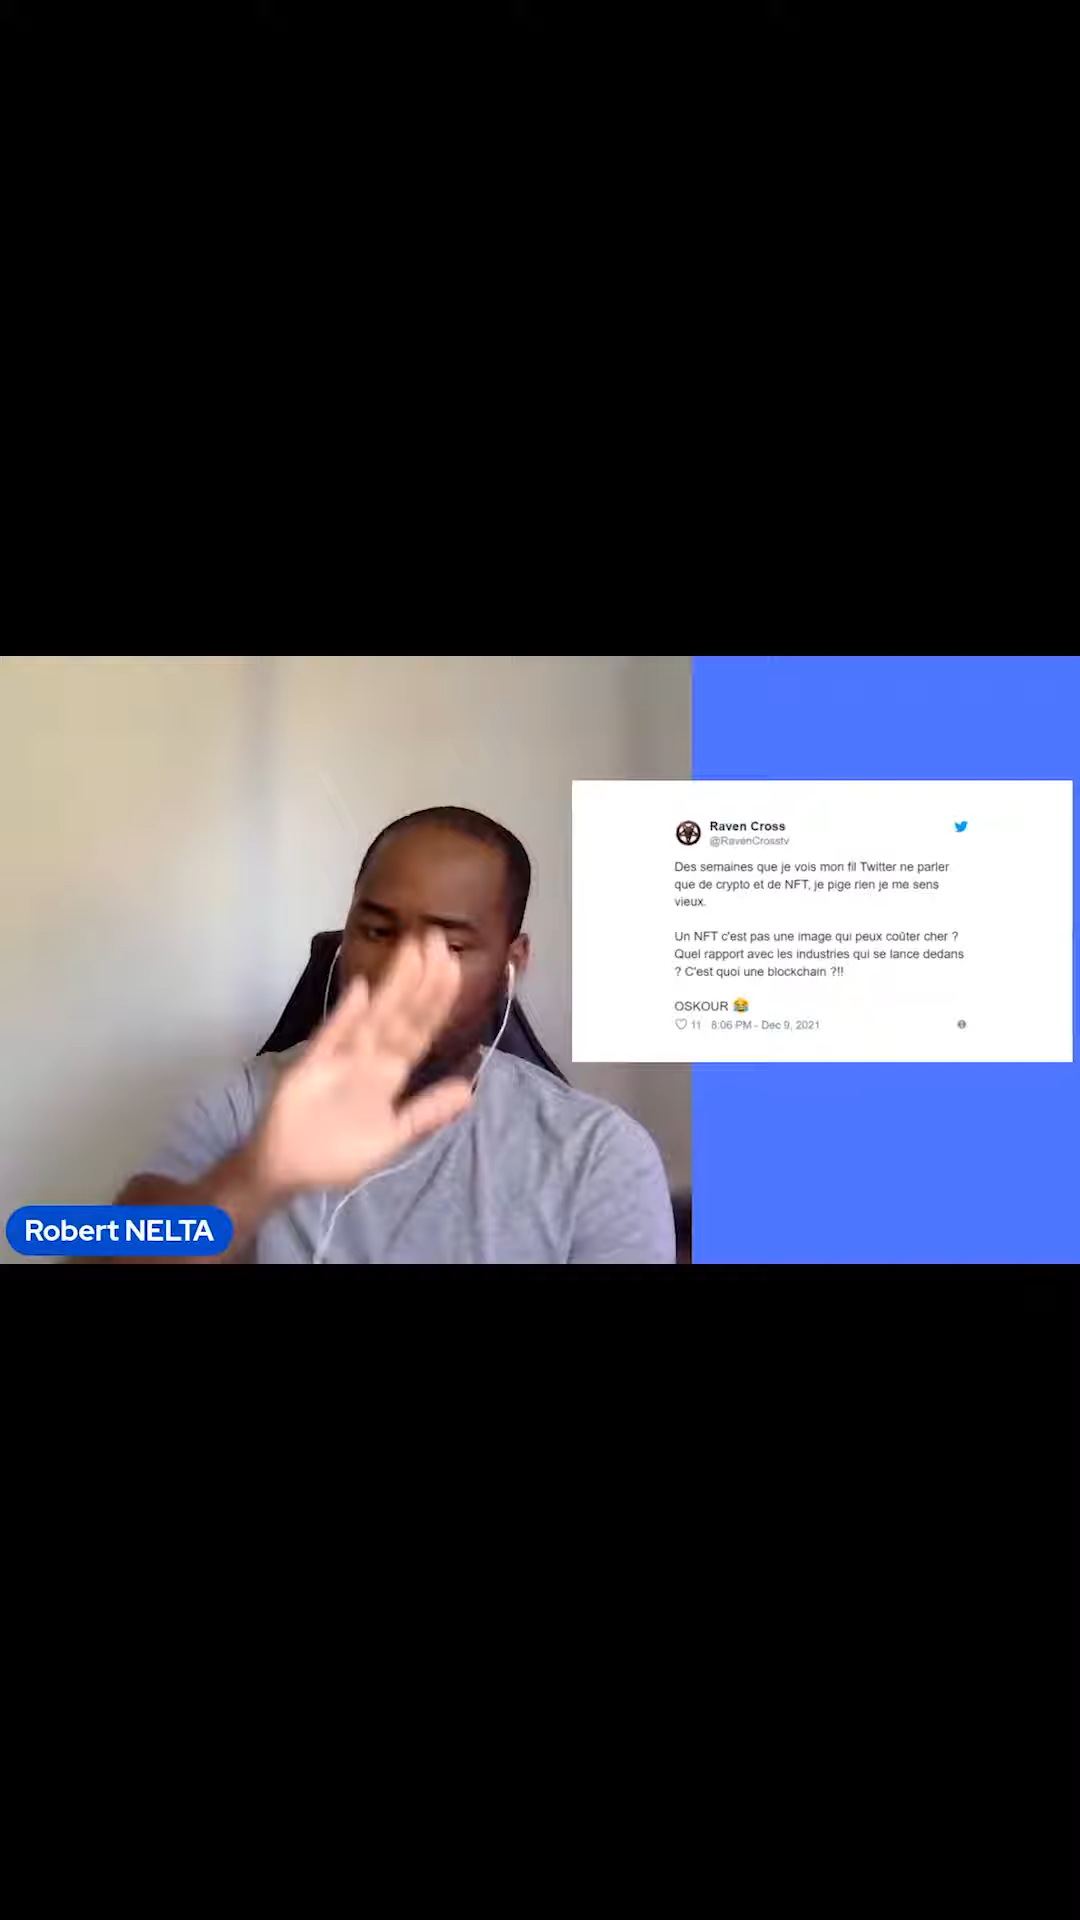 Raven Cross
@RavenCrosstv
Des semaines que je vois mon fil Twitter ne parler
que de crypto et de NFT, je pige rien je me sens
vieux.
Un NFT c'est pas une image qui peux coûter cher ?
Quel rapport avec les industries qui se lance dedans
? C'est quoi une blockchain ?!!
OSKOUR 😂
11 8:06 PM - Dec 9, 2021
Robert NELTA